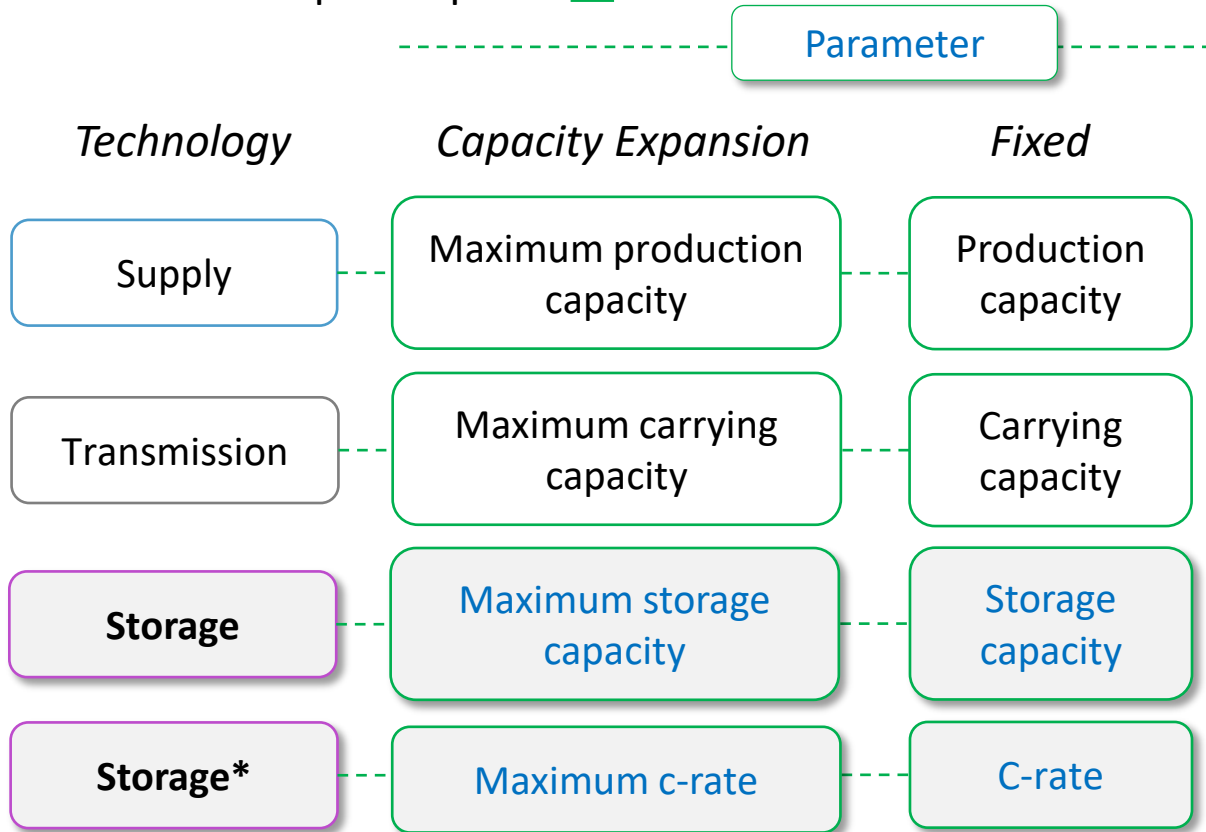 Parameter
Technology Capacity Expansion Fixed
Supply
Maximum production
capacity
Production
capacity
Transmission
Maximum carrying
capacity
Carrying
capacity
Storage
Maximum storage
capacity
Storage
capacity
Storage*
Maximum c-rate
C-rate